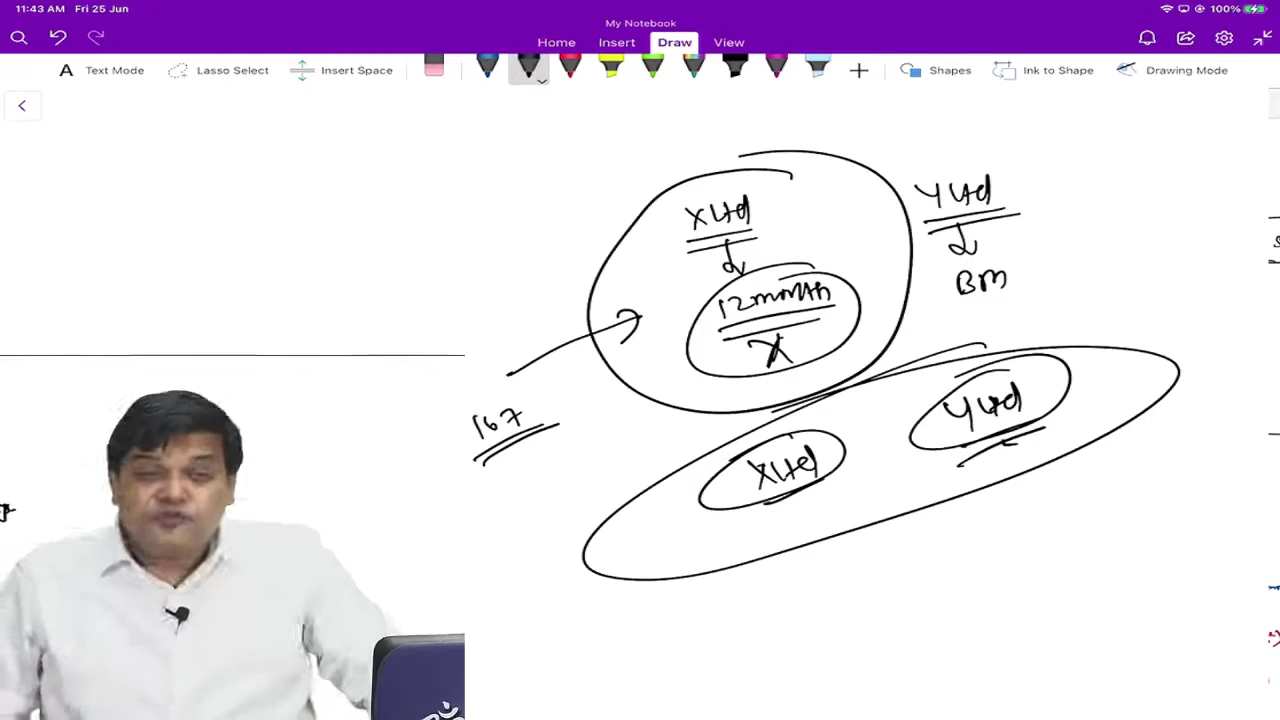 11:43 AM Fri 25 Jun
100%
My Notebook
Home Insert Draw View
A Text Mode Lasso Select Insert Space + Shapes Ink to Shape Drawing Mode
X Ltd
12 month
X
Y Ltd
BM
167
X Ltd
Y Ltd
ॐ